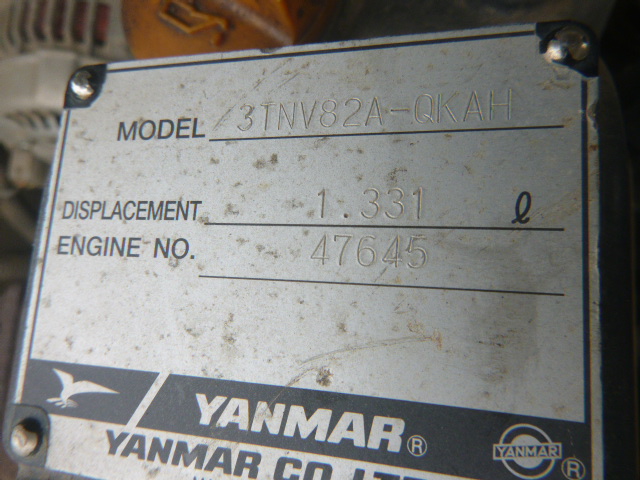 MODEL 3TNV82A-QKAH
DISPLACEMENT 1.331 ℓ
ENGINE NO. 47645
YANMAR®
YANMAR CO., LTD
YANMAR ®